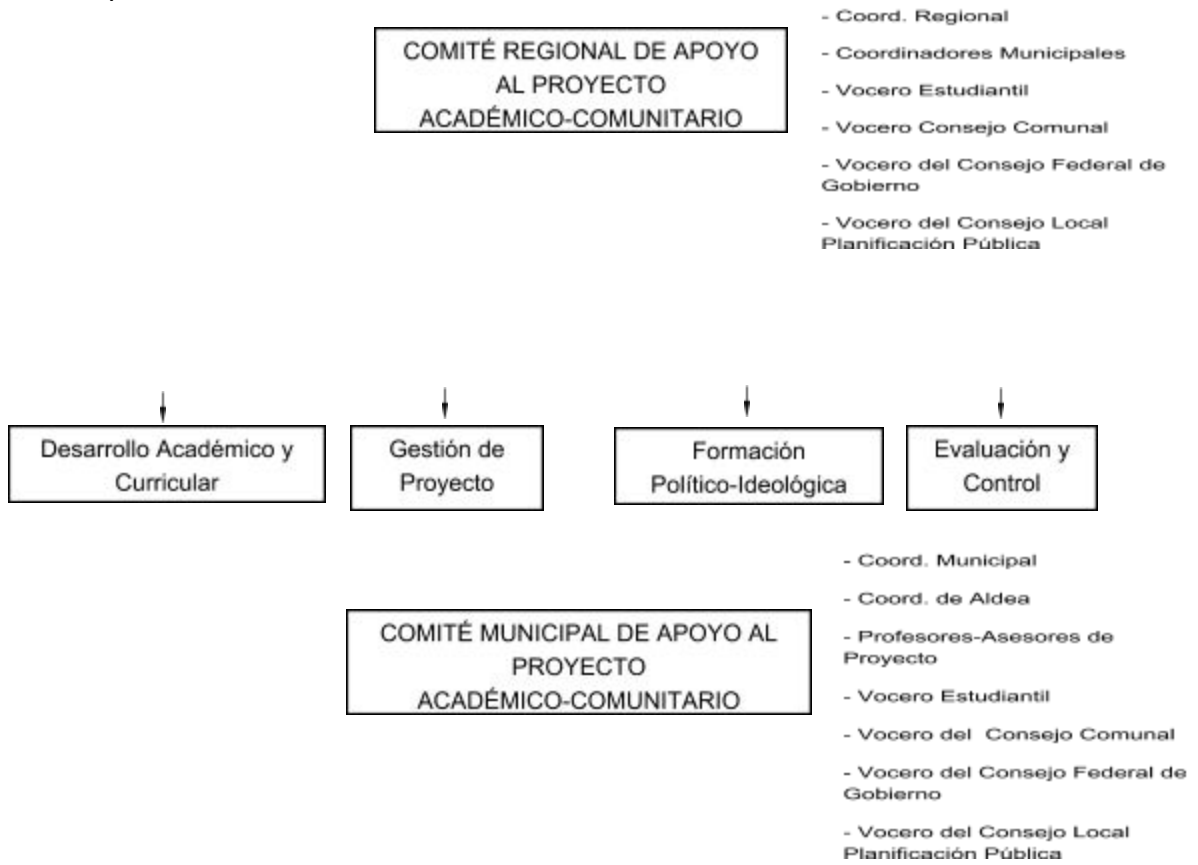 COMITÉ REGIONAL DE APOYO
AL PROYECTO
ACADÉMICO-COMUNITARIO
- Coord. Regional
- Coordinadores Municipales
- Vocero Estudiantil
- Vocero Consejo Comunal
- Vocero del Consejo Federal de
Gobierno
- Vocero del Consejo Local
Planificación Pública
Desarrollo Académico y
Curricular
Gestión de
Proyecto
Formación
Político-Ideológica
Evaluación y
Control
COMITÉ MUNICIPAL DE APOYO AL
PROYECTO
ACADÉMICO-COMUNITARIO
- Coord. Municipal
- Coord. de Aldea
- Profesores-Asesores de
Proyecto
- Vocero Estudiantil
- Vocero del Consejo Comunal
- Vocero del Consejo Federal de
Gobierno
- Vocero del Consejo Local
Planificación Pública